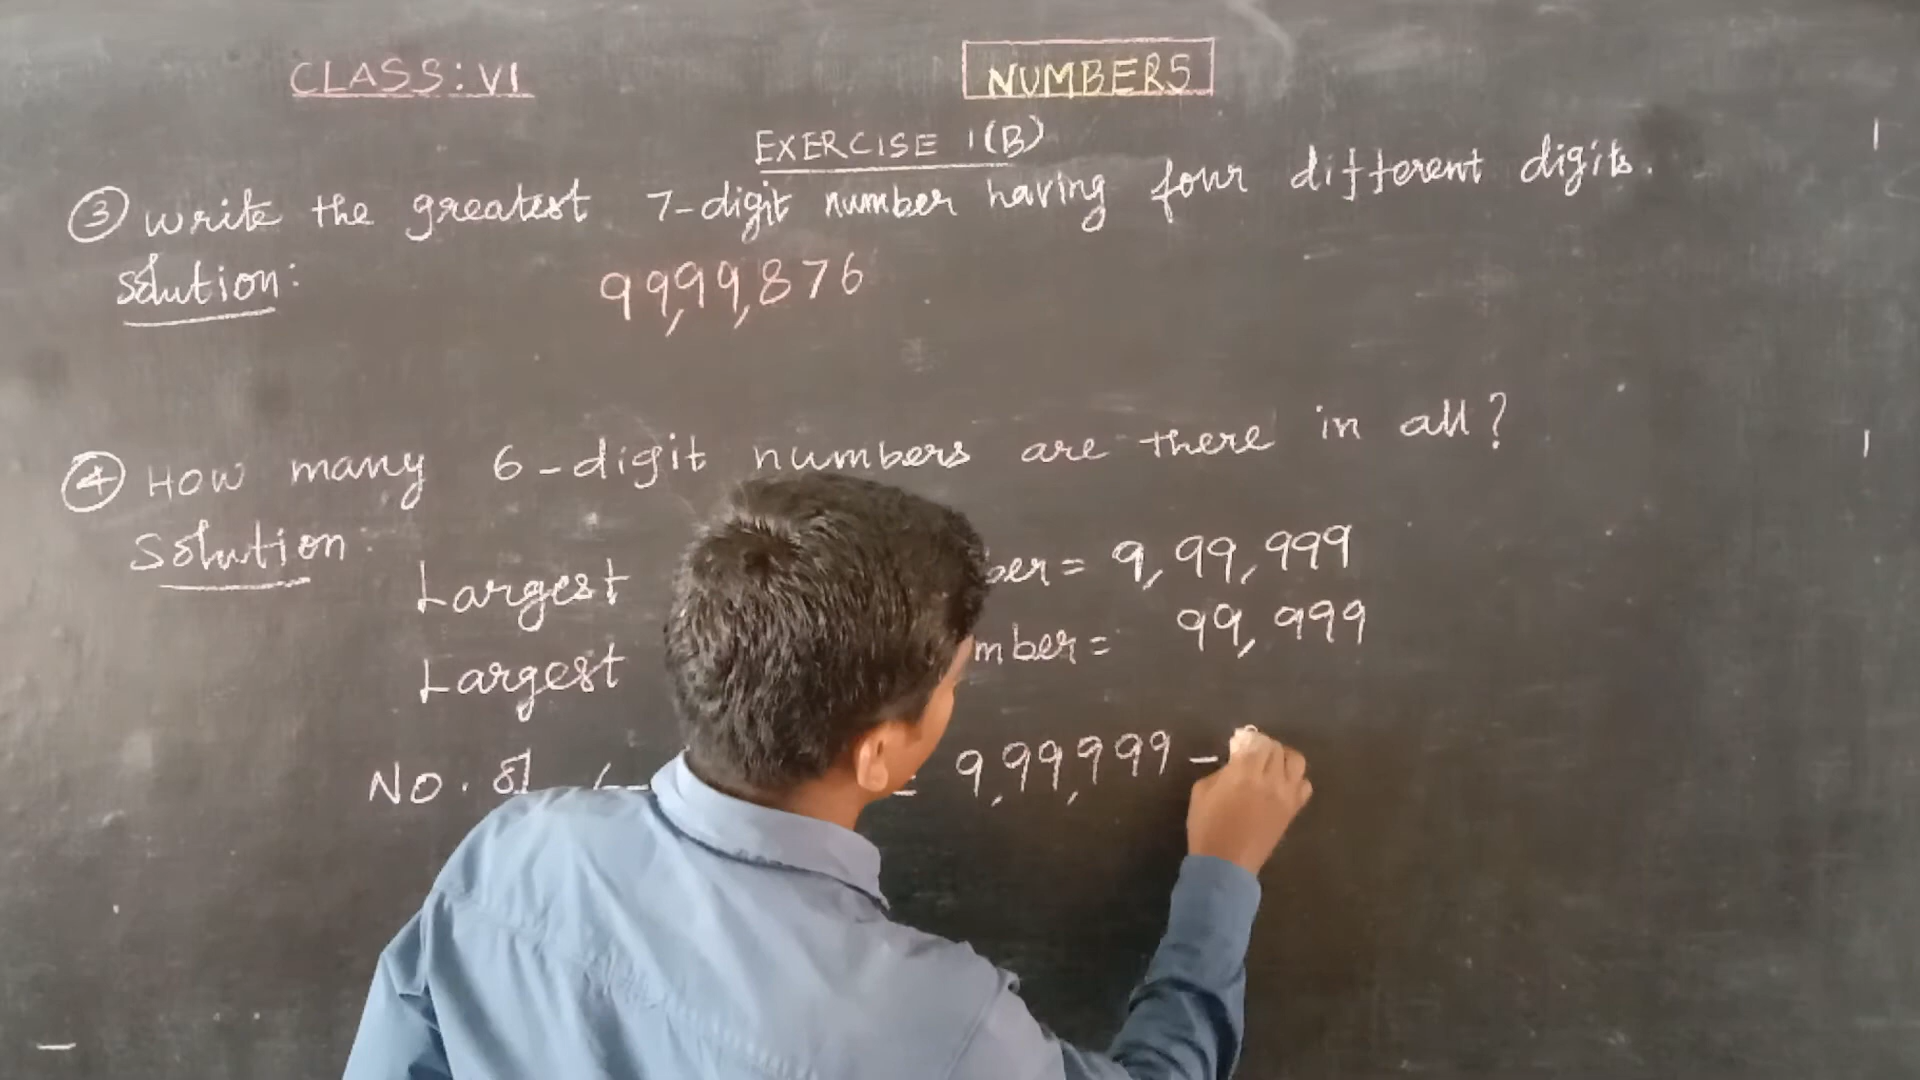 CLASS: VI
NUMBERS
EXERCISE 1(B)
③ Write the greatest 7-digit number having four different digits.
Solution:
99,99,876
④ How many 6-digit numbers are there in all?
Solution:
Largest = 9,99,999
Largest = 99,999
No. of = 9,99,999 -